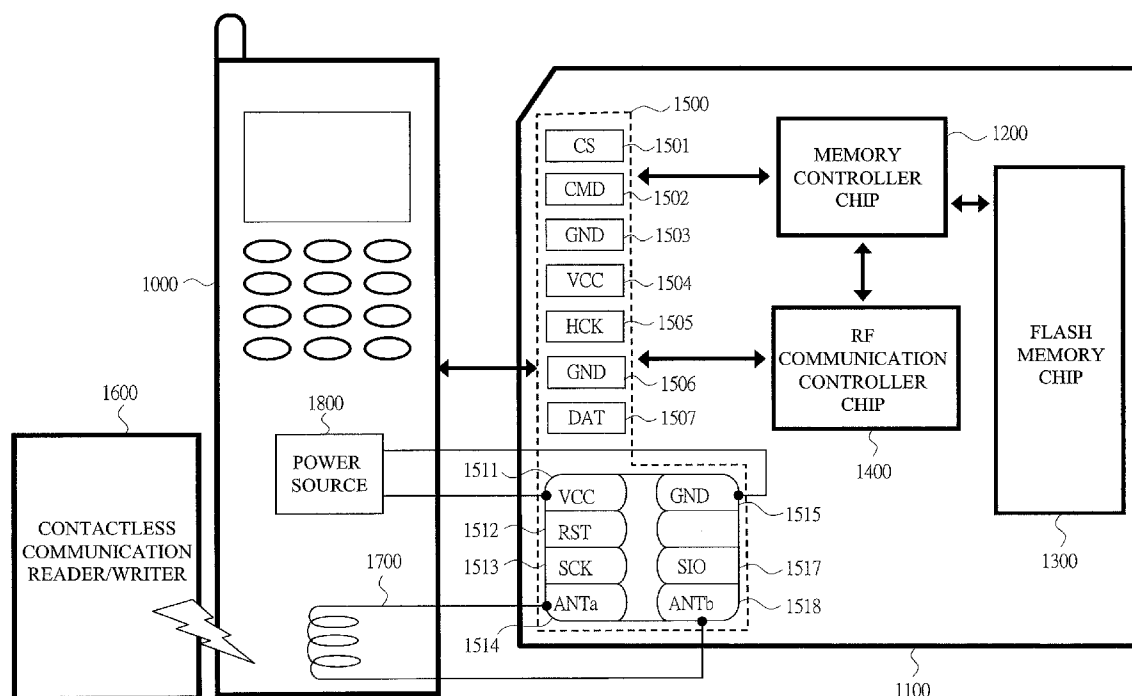 1500
CS
1501
CMD
1502
GND
1503
VCC
1504
HCK
1505
GND
1506
DAT
1507
MEMORY
CONTROLLER
CHIP
1200
RF
COMMUNICATION
CONTROLLER
CHIP
1400
FLASH
MEMORY
CHIP
1300
1000
1600
CONTACTLESS
COMMUNICATION
READER/WRITER
1800
POWER
SOURCE
1700
1511
VCC
GND
1515
1512
RST
1513
SCK
SIO
1517
ANTa
ANTb
1518
1514
1100